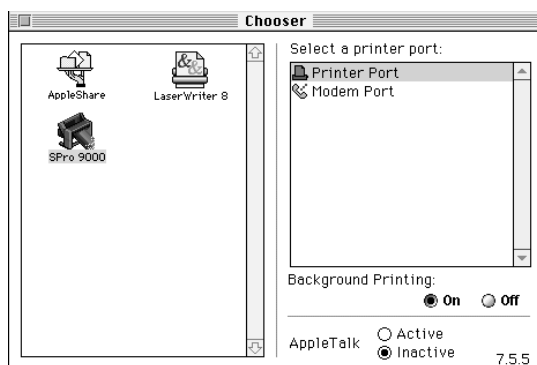 Chooser
AppleShare
LaserWriter 8
SPro 9000
Select a printer port:
Printer Port
Modem Port
Background Printing:
On Off
AppleTalk
Active
Inactive
7.5.5